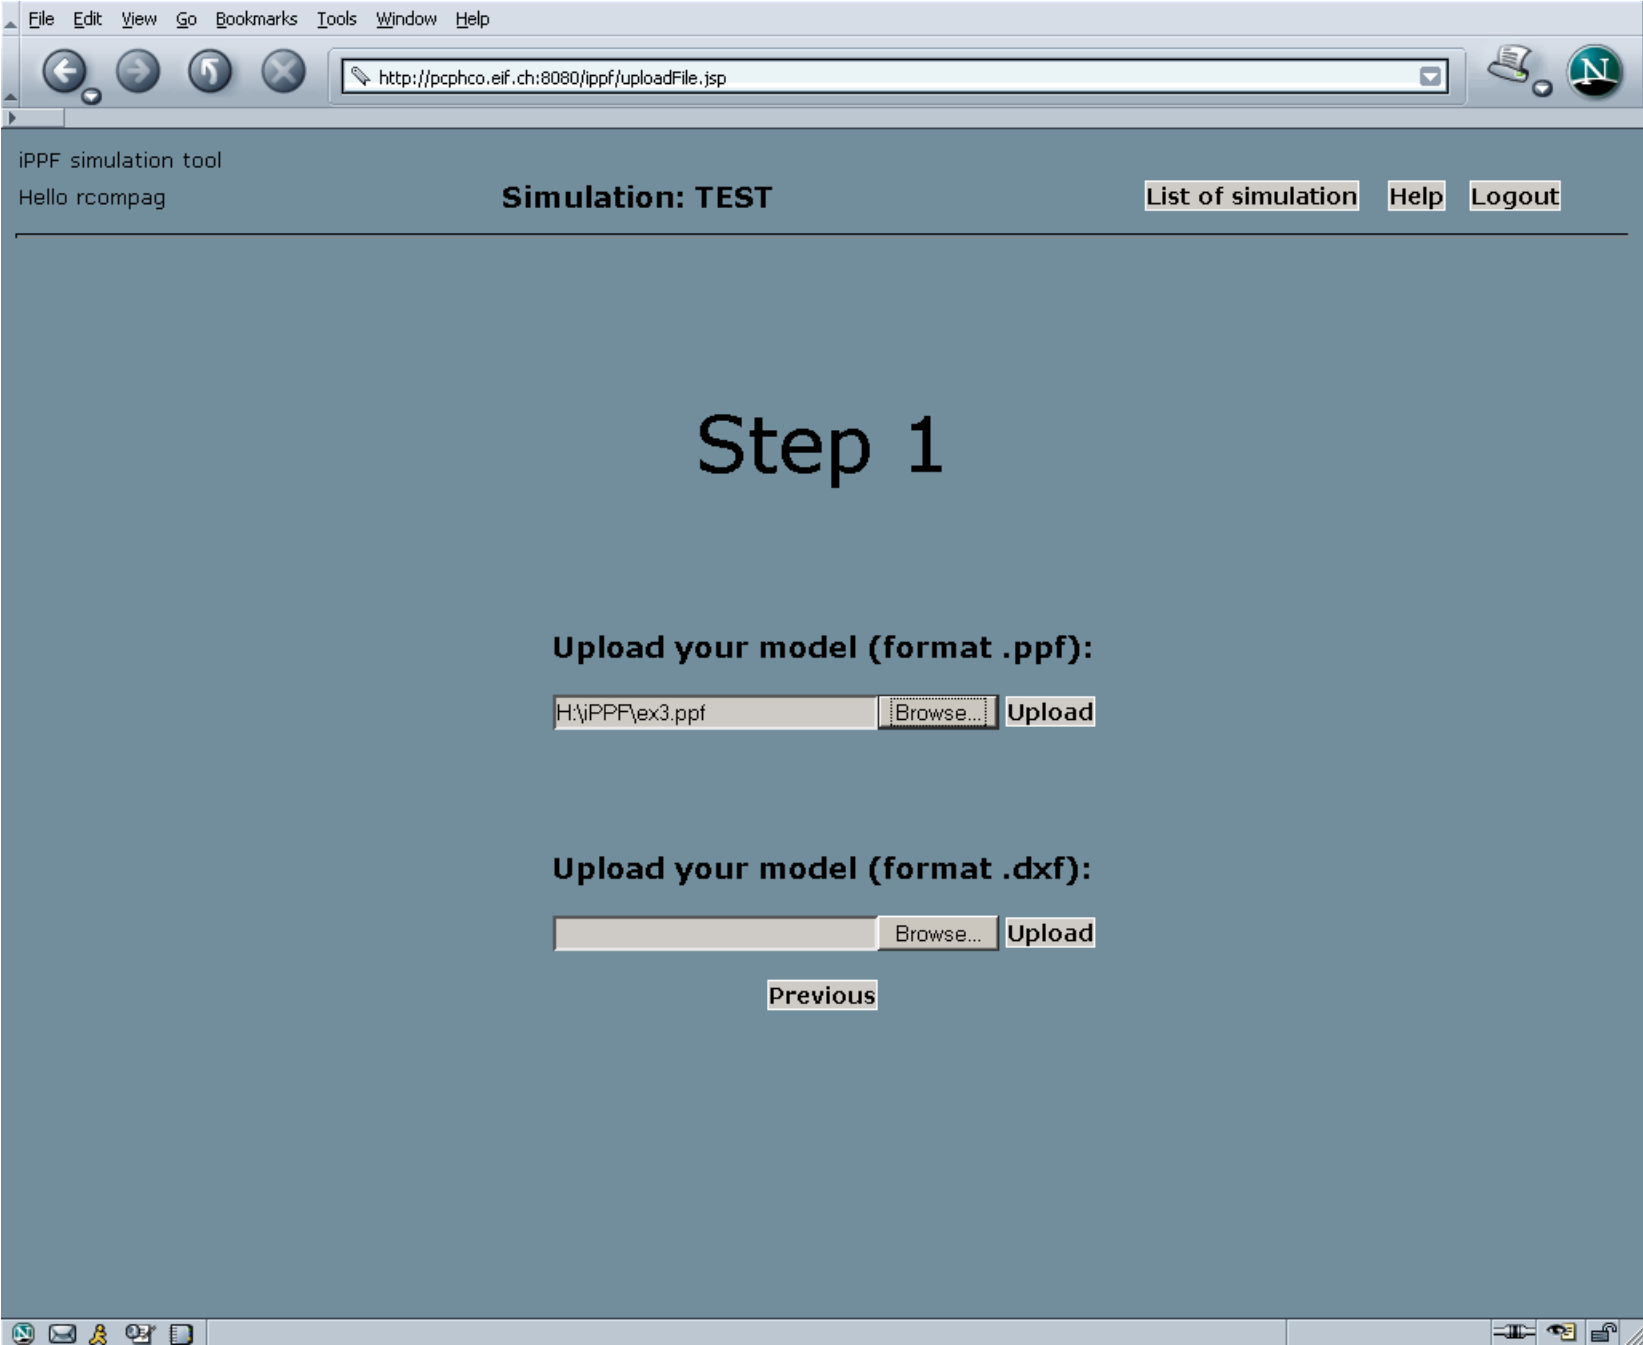 File Edit View Go Bookmarks Tools Window Help
http://pcphco.eif.ch:8080/ippf/uploadFile.jsp
N
iPPF simulation tool
Hello rcompag
Simulation: TEST
List of simulation Help Logout
Step 1
Upload your model (format .ppf):
H:\iPPF\ex3.ppf Browse... Upload
Upload your model (format .dxf):
Browse... Upload
Previous